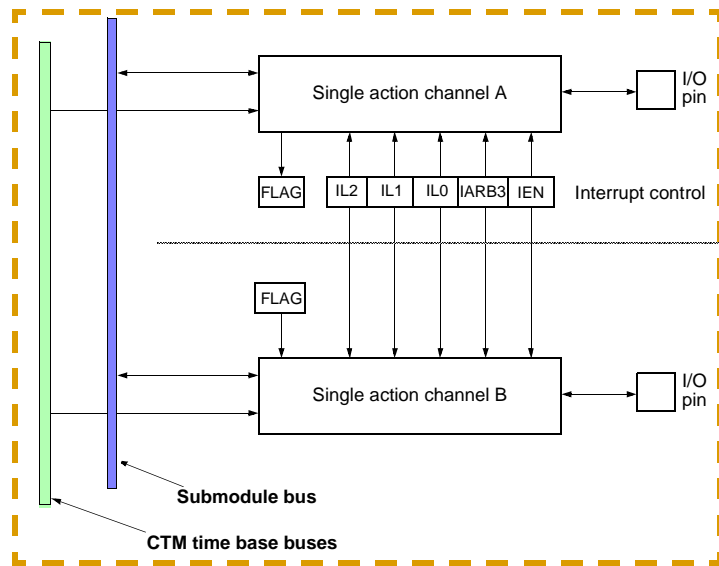 Single action channel A
I/O
pin
FLAG
IL2
IL1
IL0
IARB3
IEN
Interrupt control
FLAG
Single action channel B
I/O
pin
Submodule bus
CTM time base buses